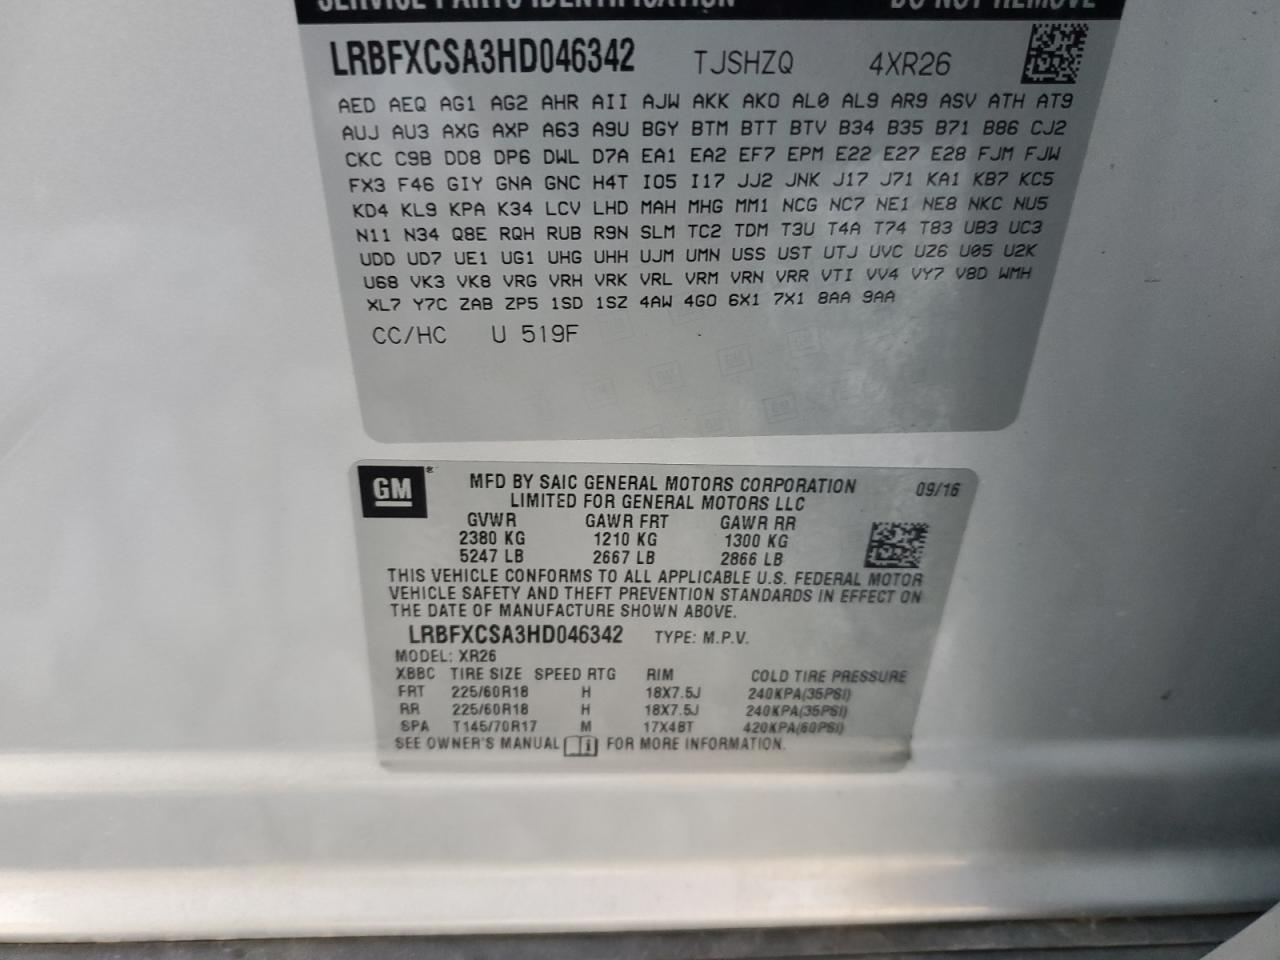 SERVICE PARTS IDENTIFICATION DO NOT REMOVE
LRBFXCSA3HD046342 TJSHZQ 4XR26
AED AEQ AG1 AG2 AHR AII AJW AKK AKO AL0 AL9 AR9 ASV ATH AT9
AUJ AU3 AXG AXP A63 A9U BGY BTM BTT BTV B34 B35 B71 B86 CJ2
CKC C9B DD8 DP6 DWL D7A EA1 EA2 EF7 EPM E22 E27 E28 FJM FJW
FX3 F46 GIY GNA GNC H4T IO5 I17 JJ2 JNK J17 J71 KA1 KB7 KC5
KD4 KL9 KPA K34 LCV LHD MAH MHG MM1 NCG NC7 NE1 NE8 NKC NU5
N11 N34 Q8E RQH RUB R9N SLM TC2 TDM T3U T4A T74 T83 UB3 UC3
UDD UD7 UE1 UG1 UHG UHH UJM UMN USS UST UTJ UVC UZ6 U05 U2K
U68 VK3 VK8 VRG VRH VRK VRL VRM VRN VRR VTI VV4 VY7 V8D WMH
XL7 Y7C ZAB ZP5 1SD 1SZ 4AW 4GO 6X1 7X1 8AA 9AA
CC/HC U 519F
GM® MFD BY SAIC GENERAL MOTORS CORPORATION 09/16
LIMITED FOR GENERAL MOTORS LLC
GVWR GAWR FRT GAWR RR
2380 KG 1210 KG 1300 KG
5247 LB 2667 LB 2866 LB
THIS VEHICLE CONFORMS TO ALL APPLICABLE U.S. FEDERAL MOTOR
VEHICLE SAFETY AND THEFT PREVENTION STANDARDS IN EFFECT ON
THE DATE OF MANUFACTURE SHOWN ABOVE.
LRBFXCSA3HD046342 TYPE: M.P.V.
MODEL: XR26
XBBC TIRE SIZE SPEED RTG RIM COLD TIRE PRESSURE
FRT 225/60R18 H 18X7.5J 240KPA(35PSI)
RR 225/60R18 H 18X7.5J 240KPA(35PSI)
SPA T145/70R17 M 17X4BT 420KPA(60PSI)
SEE OWNER'S MANUAL FOR MORE INFORMATION.